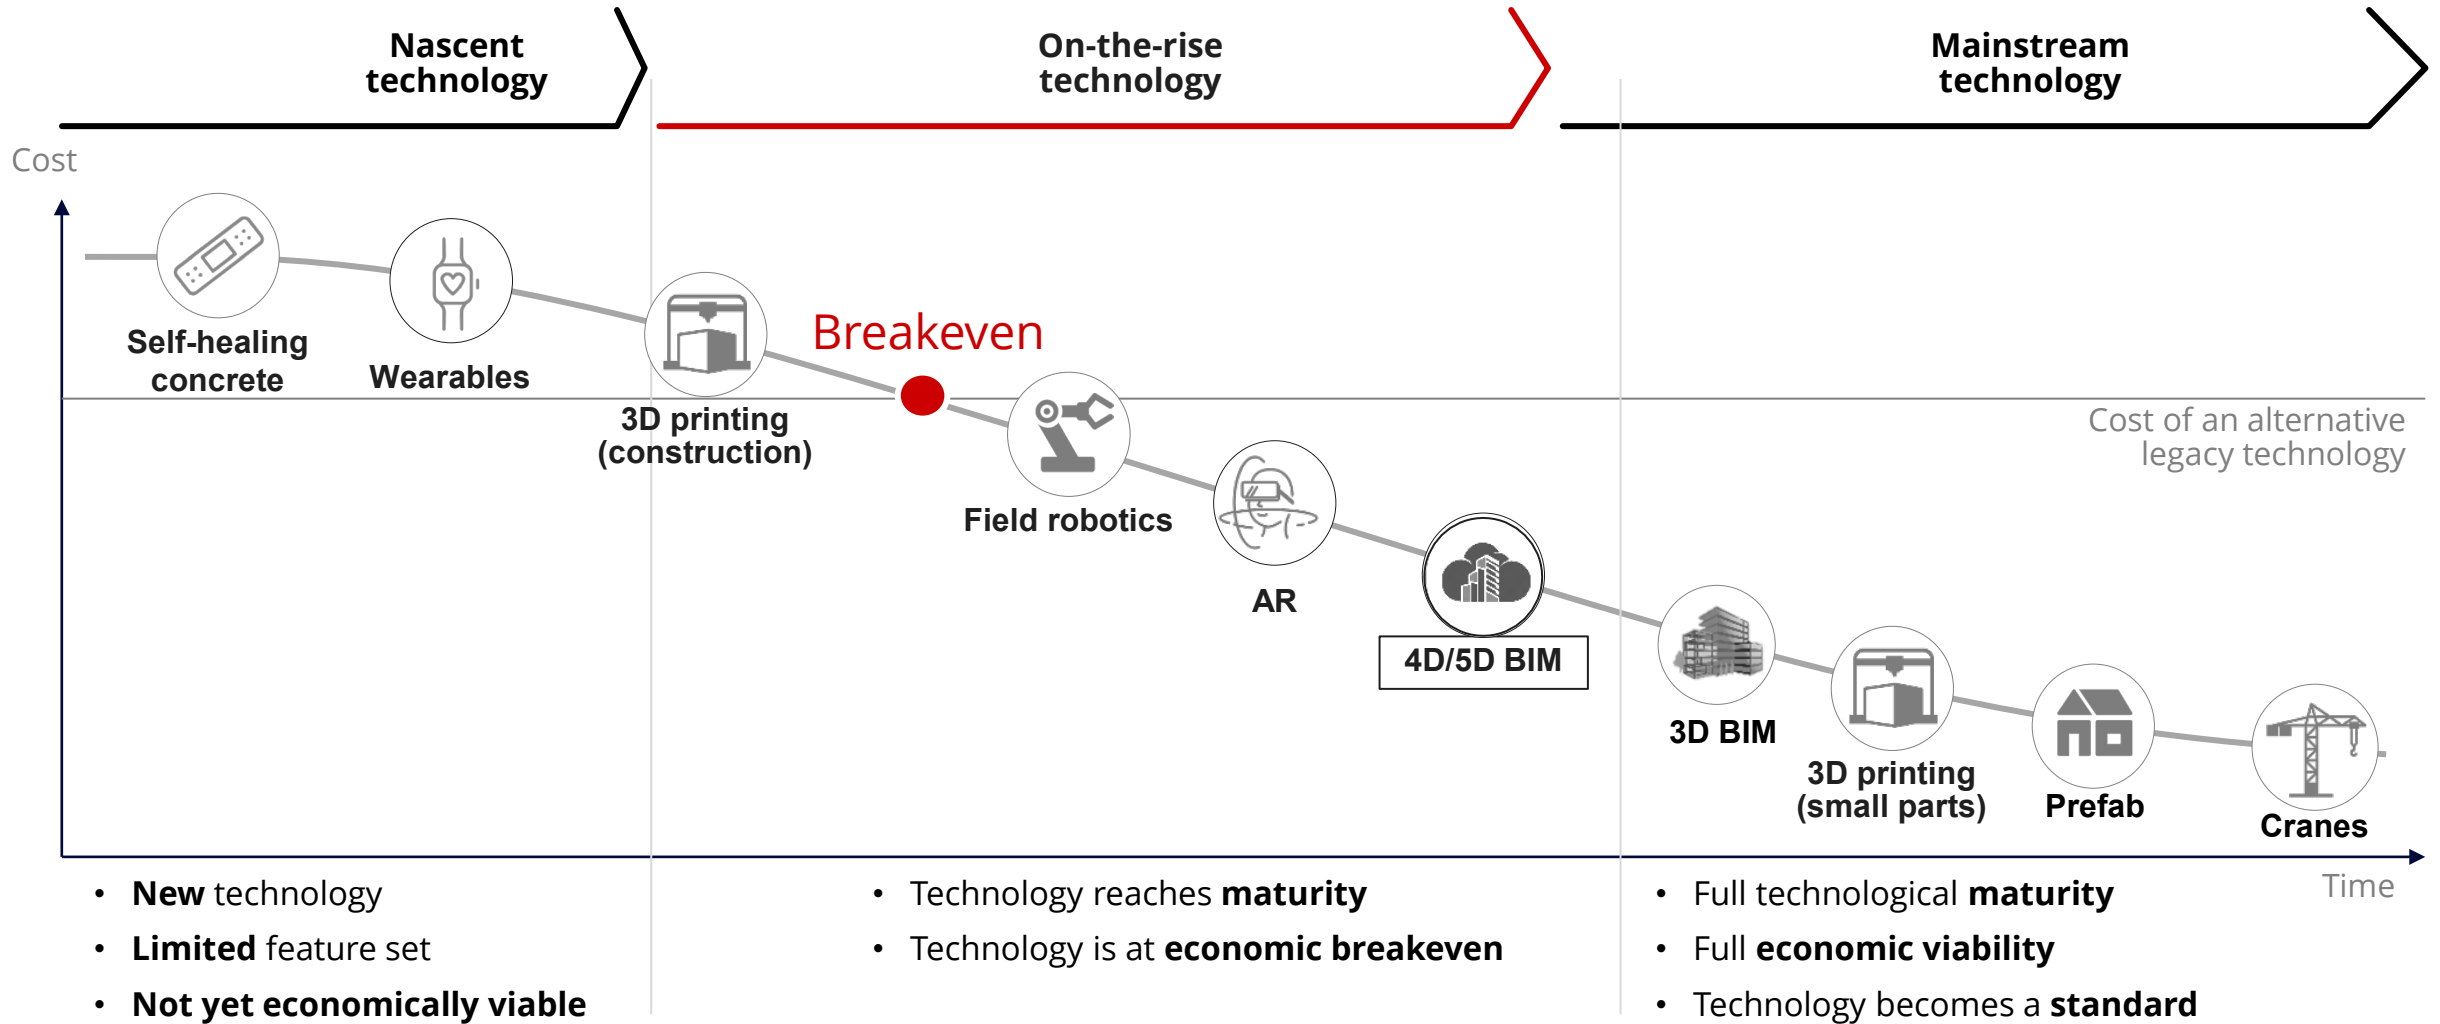 Nascent
technology
On-the-rise
technology
Mainstream
technology
Cost
Self-healing
concrete
Wearables
3D printing
(construction)
Breakeven
Field robotics
AR
4D/5D BIM
3D BIM
3D printing
(small parts)
Prefab
Cranes
Cost of an alternative
legacy technology
Time
• New technology
• Limited feature set
• Not yet economically viable
• Technology reaches maturity
• Technology is at economic breakeven
• Full technological maturity
• Full economic viability
• Technology becomes a standard